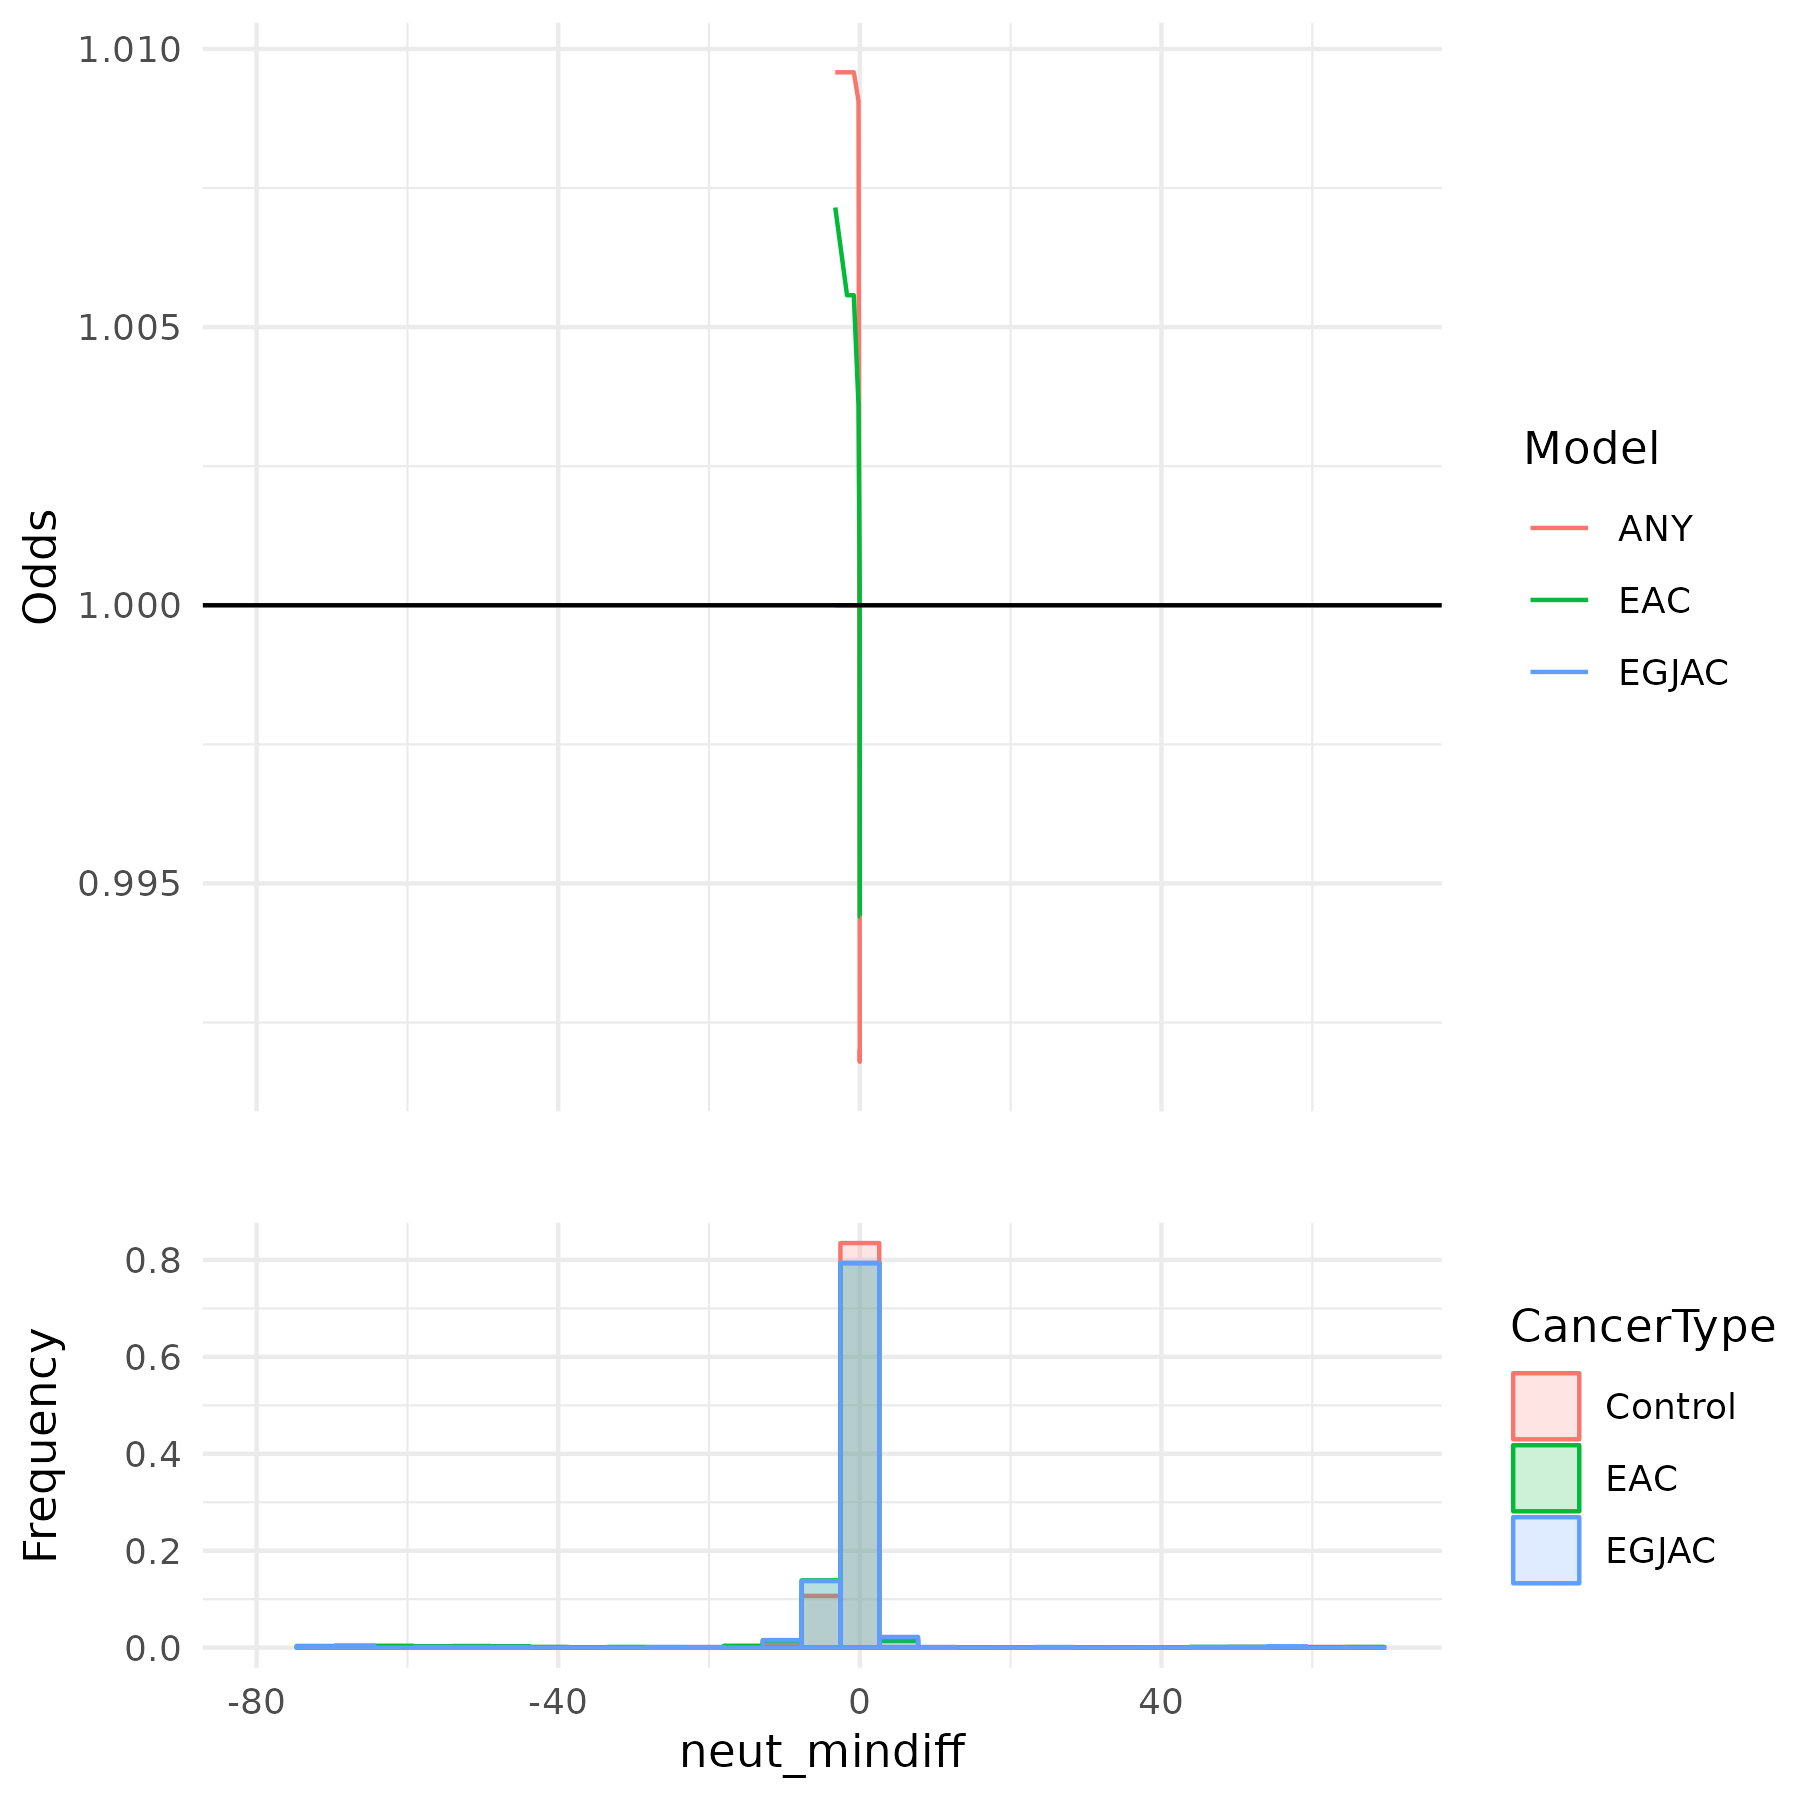 1.010
1.005
1.000
0.995
Odds
Model
ANY
EAC
EGJAC
0.8
0.6
0.4
0.2
0.0
Frequency
-80
-40
0
40
neut_mindiff
CancerType
Control
EAC
EGJAC